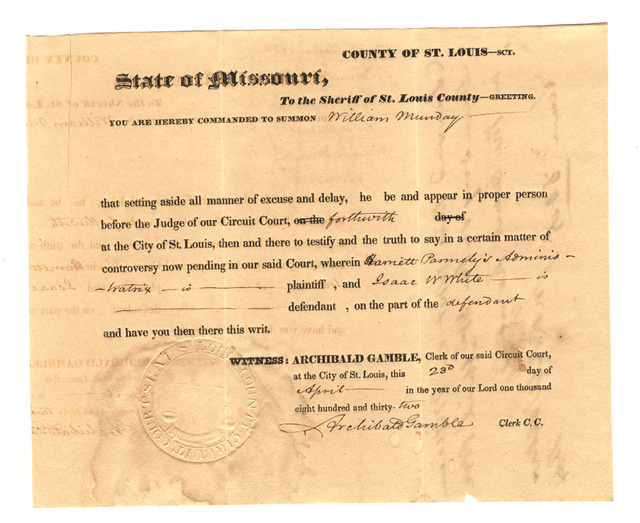 COUNTY OF ST. LOUIS—SCT.
State of Missouri,
To the Sheriff of St. Louis County—GREETING.
YOU ARE HEREBY COMMANDED TO SUMMON William Munday
that setting aside all manner of excuse and delay, he be and appear in proper person
before the Judge of our Circuit Court, on the forthwith day of
at the City of St. Louis, then and there to testify and the truth to say in a certain matter of
controversy now pending in our said Court, wherein Parmely's Adminis-
tratrix is plaintiff , and Isaac W White is
defendant , on the part of the defendant
and have you then there this writ.
WITNESS: ARCHIBALD GAMBLE, Clerk of our said Circuit Court,
at the City of St. Louis, this 23d day of
April in the year of our Lord one thousand
eight hundred and thirty-two
Archibald Gamble Clerk C. C.
ST. LOUIS COUNTY CIRCUIT COURT SEAL